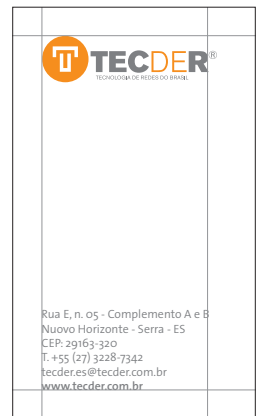 TECDER®
TECNOLOGIA DE REDES DO BRASIL
Rua E, n. 05 - Complemento A e B
Nuovo Horizonte - Serra - ES
CEP: 29163-320
T. +55 (27) 3228-7342
tecder.es@tecder.com.br
www.tecder.com.br